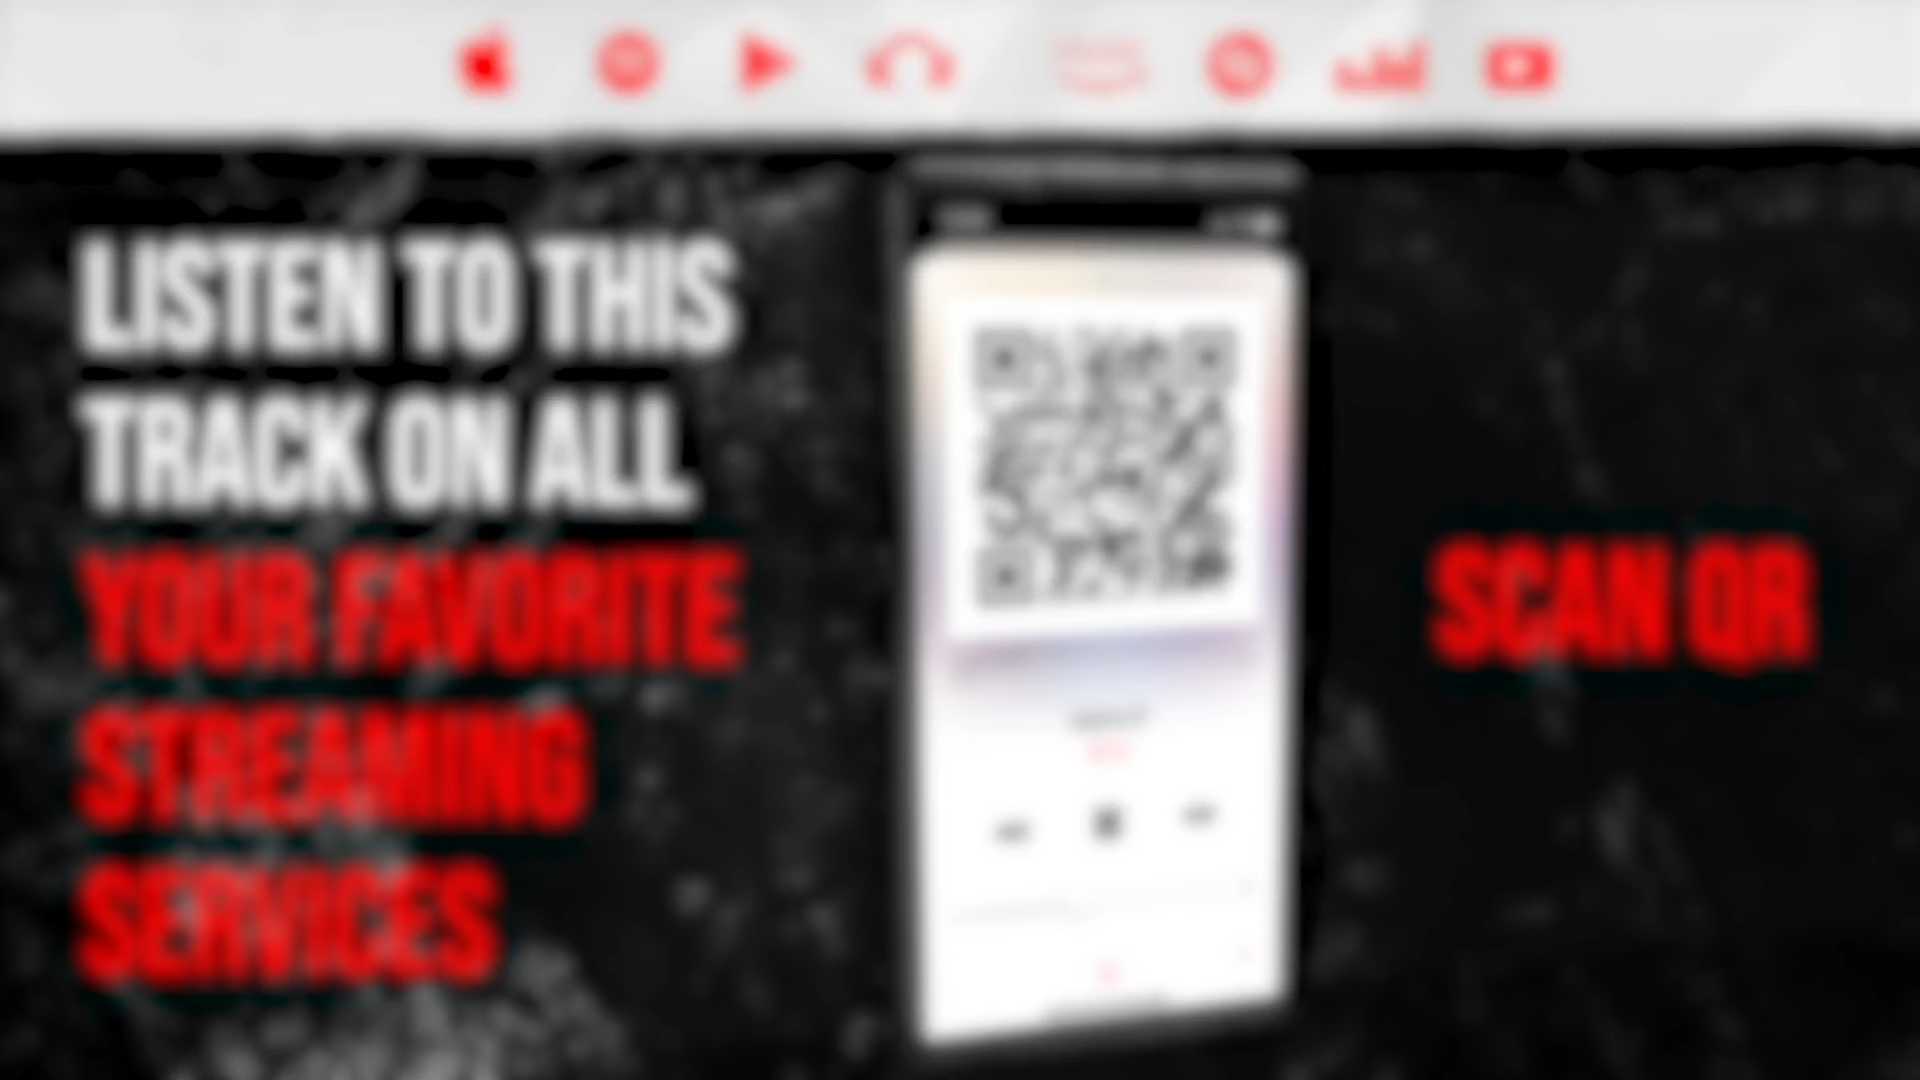 LISTEN TO THIS
TRACK ON ALL
YOUR FAVORITE
STREAMING
SERVICES
SCAN QR